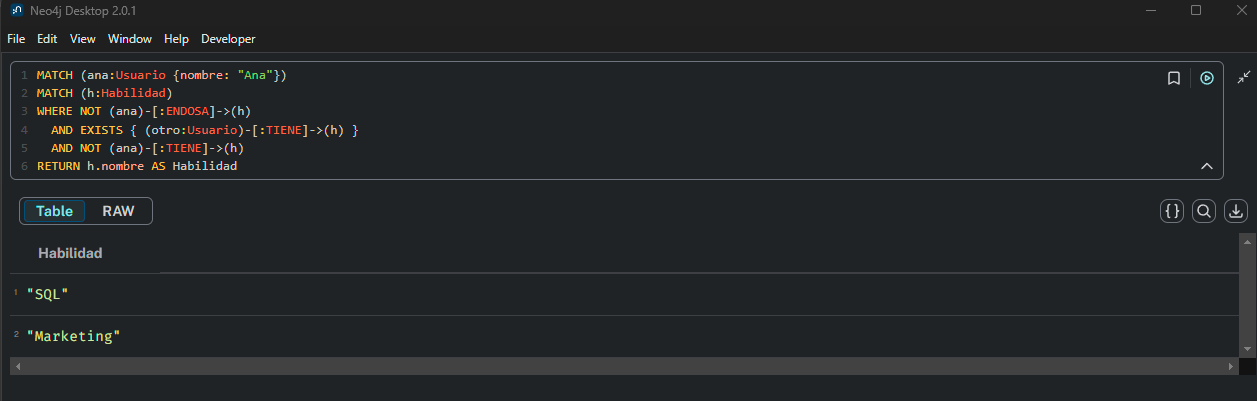 Neo4j Desktop 2.0.1
File Edit View Window Help Developer
1 MATCH (ana:Usuario {nombre: "Ana"})
2 MATCH (h:Habilidad)
3 WHERE NOT (ana)-[:ENDOSA]->(h)
4 AND EXISTS { (otro:Usuario)-[:TIENE]->(h) }
5 AND NOT (ana)-[:TIENE]->(h)
6 RETURN h.nombre AS Habilidad
Table RAW
Habilidad
1 "SQL"
2 "Marketing"